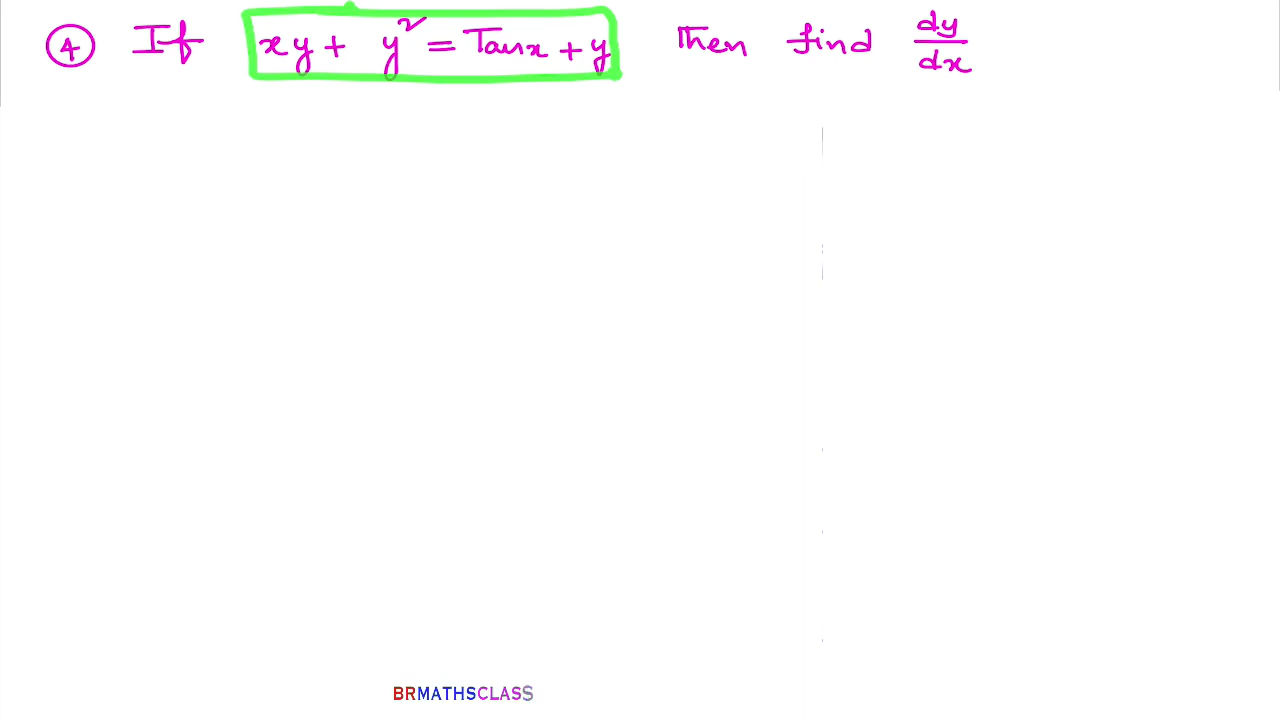 ④ If xy + y² = Tanx + y Then find dy/dx
BRMATHSCLASS